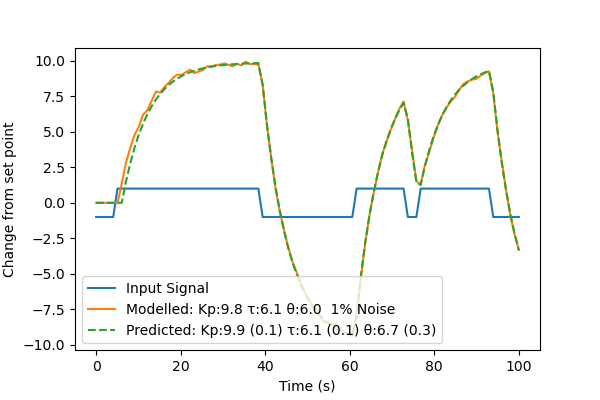 10.0
7.5
5.0
2.5
0.0
−2.5
−5.0
−7.5
−10.0
Change from set point
Input Signal
Modelled: Kp:9.8 τ:6.1 θ:6.0  1% Noise
Predicted: Kp:9.9 (0.1) τ:6.1 (0.1) θ:6.7 (0.3)
0 20 40 60 80 100
Time (s)